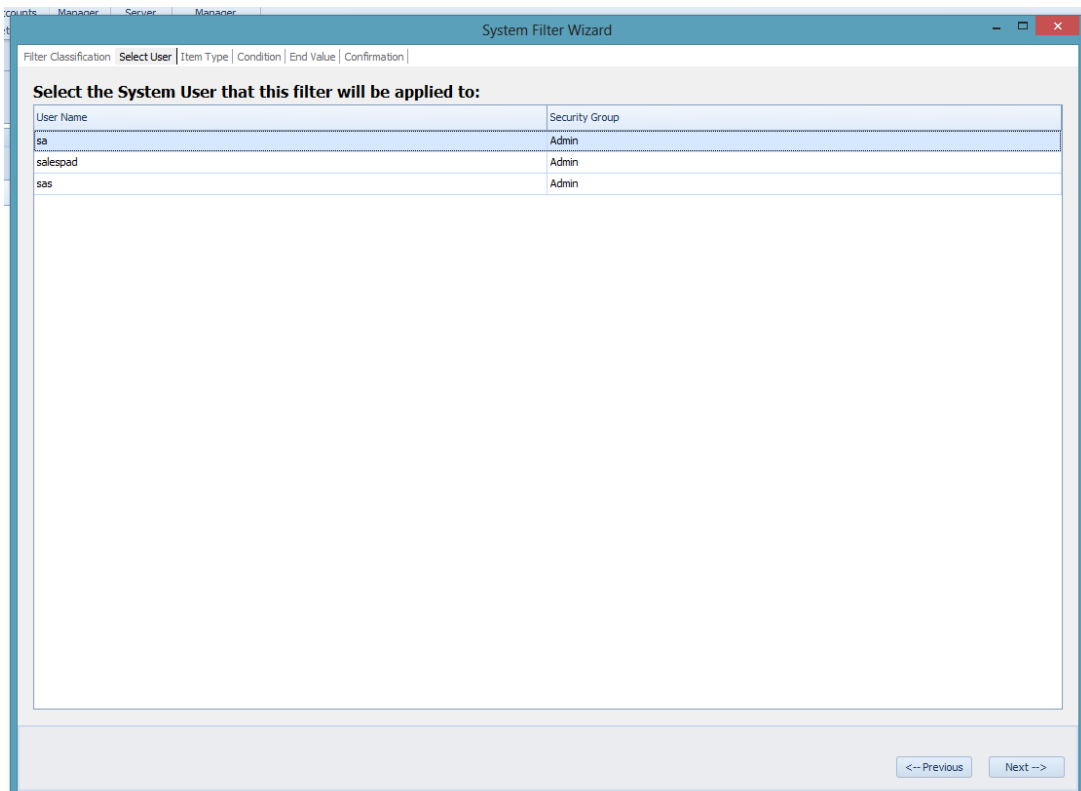 Manager Server Manager
System Filter Wizard
Filter Classification Select User Item Type Condition End Value Confirmation
Select the System User that this filter will be applied to:
User Name Security Group
sa Admin
salespad Admin
sas Admin
<-- Previous Next -->